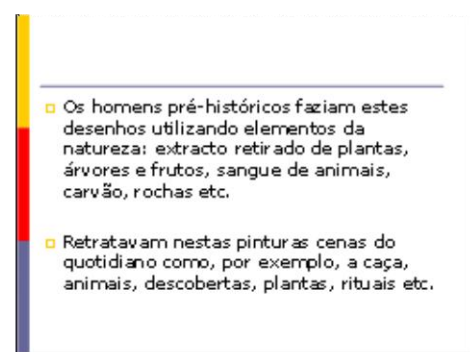 Os homens pré-históricos faziam estes
desenhos utilizando elementos da
natureza: extracto retirado de plantas,
árvores e frutos, sangue de animais,
carvão, rochas etc.
Retratavam nestas pinturas cenas do
quotidiano como, por exemplo, a caça,
animais, descobertas, plantas, rituais etc.